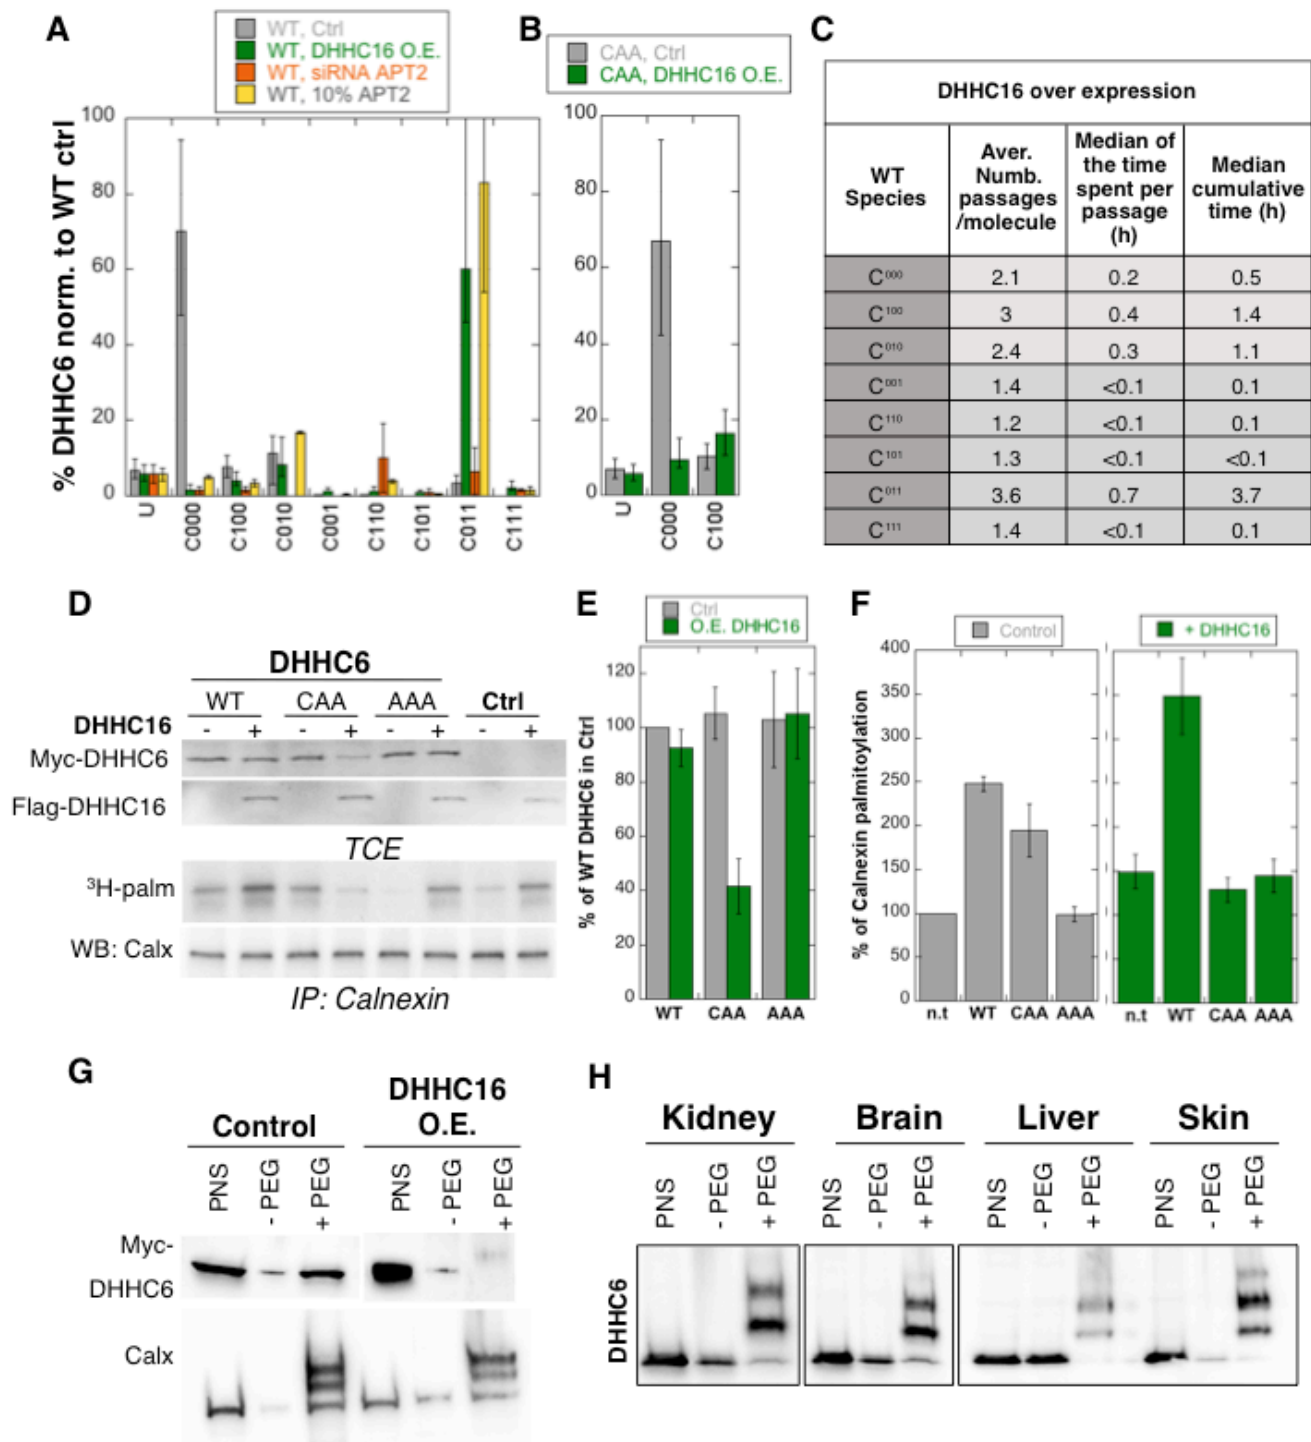 A
WT, Ctrl
WT, DHHC16 O.E.
WT, siRNA APT2
WT, 10% APT2
% DHHC6 norm. to WT ctrl
100
80
60
40
20
0
U
C000
C100
C010
C001
C110
C101
C011
C111
B
CAA, Ctrl
CAA, DHHC16 O.E.
100
80
60
40
20
0
U
C000
C100
C
DHHC16 over expression
WT Species
Aver. Numb. passages /molecule
Median of the time spent per passage (h)
Median cumulative time (h)
C⁰⁰⁰ 2.1 0.2 0.5
C¹⁰⁰ 3 0.4 1.4
C⁰¹⁰ 2.4 0.3 1.1
C⁰⁰¹ 1.4 <0.1 0.1
C¹¹⁰ 1.2 <0.1 0.1
C¹⁰¹ 1.3 <0.1 <0.1
C⁰¹¹ 3.6 0.7 3.7
C¹¹¹ 1.4 <0.1 0.1
D
DHHC6
WT CAA AAA Ctrl
DHHC16 - + - + - + - +
Myc-DHHC6
Flag-DHHC16
TCE
³H-palm
WB: Calx
IP: Calnexin
E
Ctrl
O.E. DHHC16
% of WT DHHC6 in Ctrl
120
100
80
60
40
20
0
WT CAA AAA
F
Control
+ DHHC16
% of Calnexin palmitoylation
400
350
300
250
200
150
100
50
0
n.t WT CAA AAA
n.t WT CAA AAA
G
Control
DHHC16 O.E.
PNS - PEG + PEG PNS - PEG + PEG
Myc-DHHC6
Calx
H
Kidney Brain Liver Skin
PNS - PEG + PEG PNS - PEG + PEG PNS - PEG + PEG PNS - PEG + PEG
DHHC6